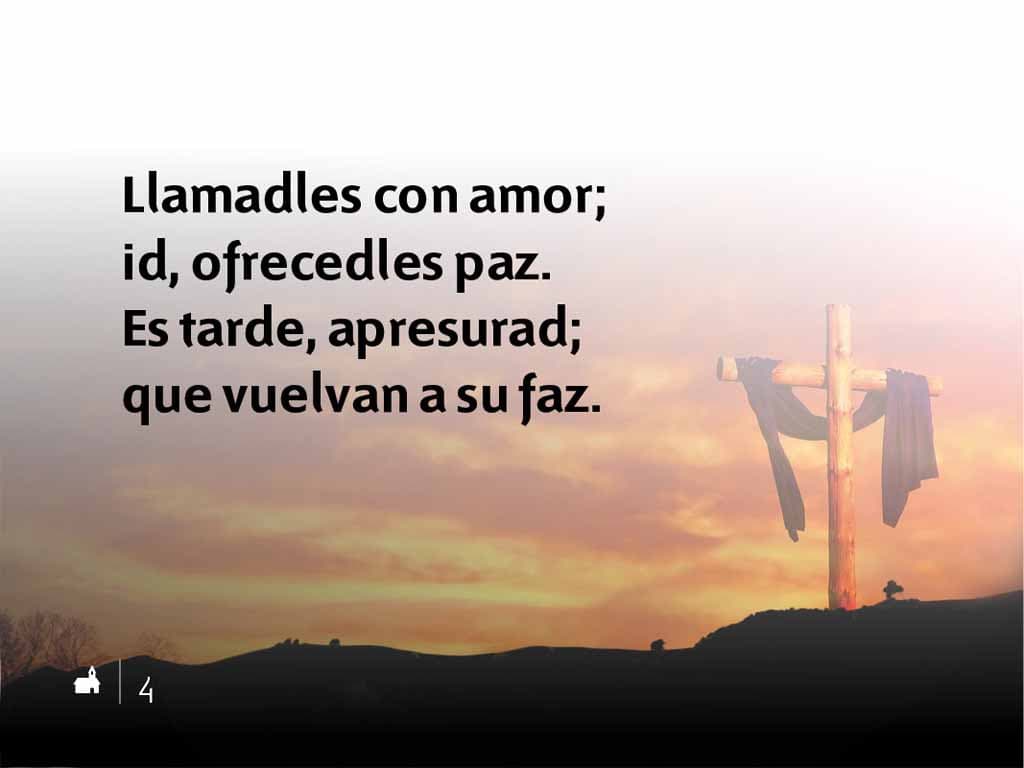 Llamadles con amor;
id, ofrecedles paz.
Es tarde, apresurad;
que vuelvan a su faz.
4